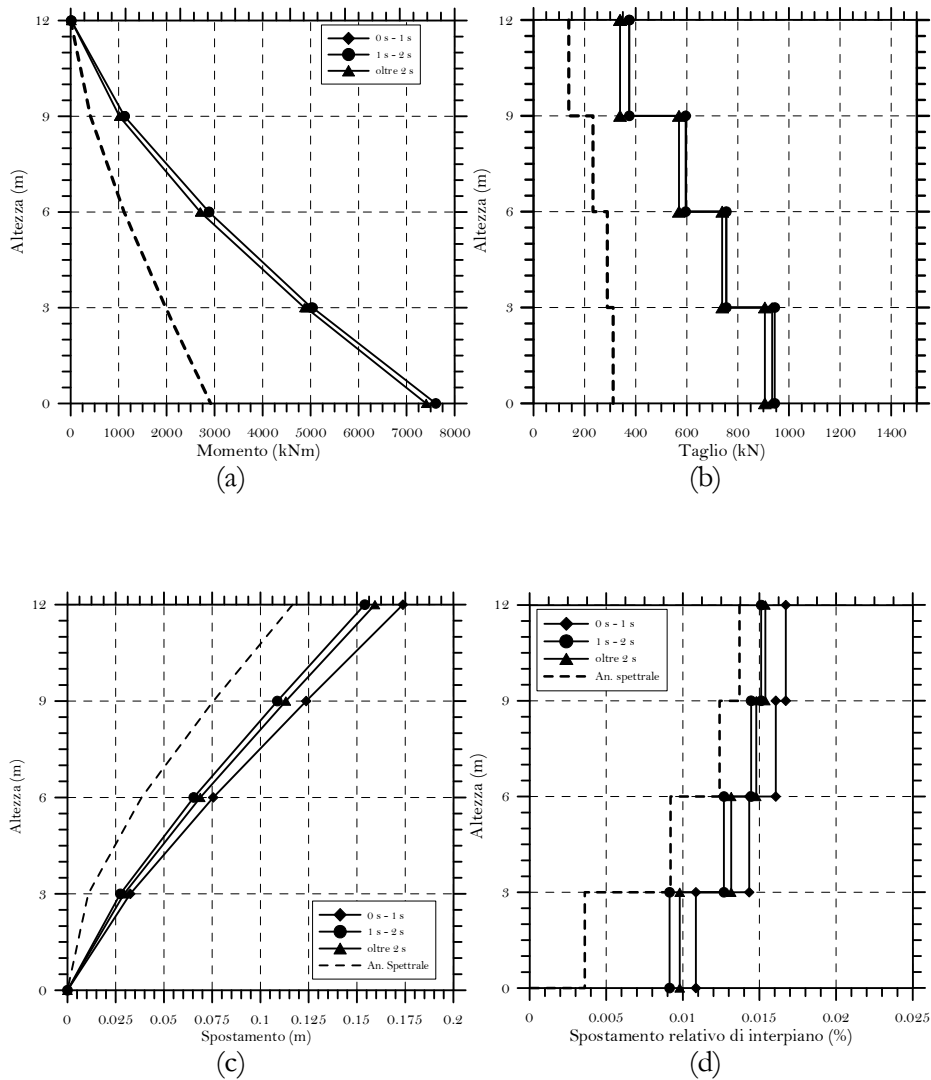 12
9
6
3
0
Altezza (m)
0 s - 1 s
1 s - 2 s
oltre 2 s
0 1000 2000 3000 4000 5000 6000 7000 8000
Momento (kNm)
(a)
12
9
6
3
0
Altezza (m)
0 200 400 600 800 1000 1200 1400
Taglio (kN)
(b)
12
9
6
3
0
Altezza (m)
0 s - 1 s
1 s - 2 s
oltre 2 s
An. Spettrale
0 0.025 0.05 0.075 0.1 0.125 0.15 0.175 0.2
Spostamento (m)
(c)
12
9
6
3
0
Altezza (m)
0 s - 1 s
1 s - 2 s
oltre 2 s
An. spettrale
0 0.005 0.01 0.015 0.02 0.025
Spostamento relativo di interpiano (%)
(d)